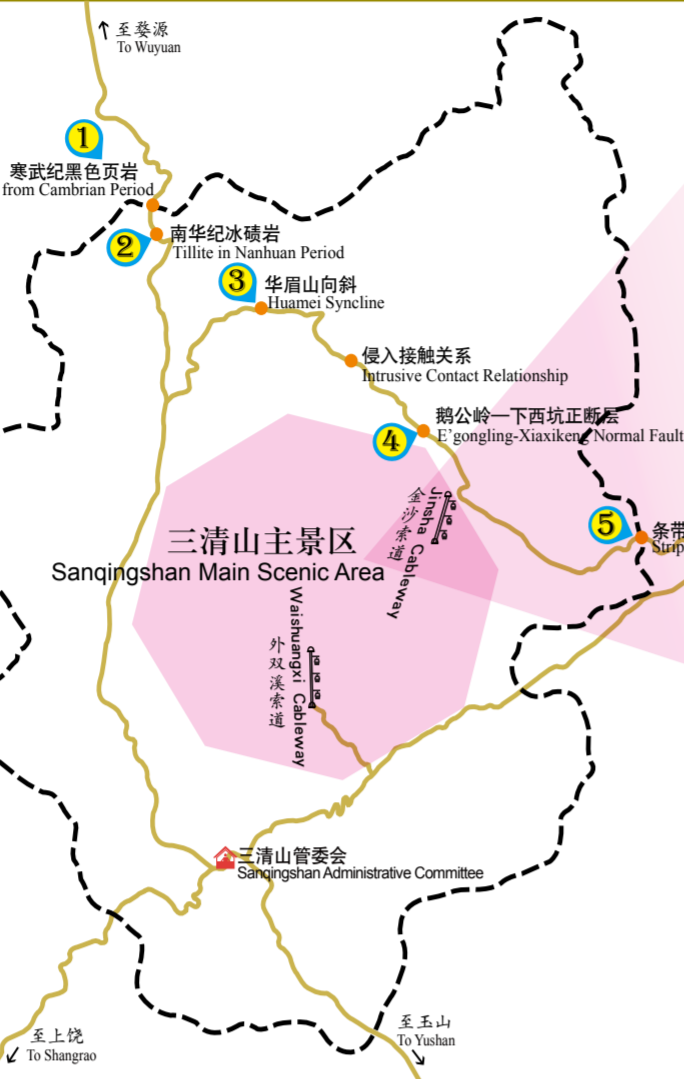 至婺源
To Wuyuan
1
寒武纪黑色页岩
from Cambrian Period
2
南华纪冰碛岩
Tillite in Nanhuan Period
3
华眉山向斜
Huamei Syncline
侵入接触关系
Intrusive Contact Relationship
鹅公岭—下西坑正断层
E'gongling-Xiaxikeng Normal Fault
4
金沙索道
Jinsha Cableway
5
条带
Strip
三清山主景区
Sanqingshan Main Scenic Area
外双溪索道
Waishuangxi Cableway
三清山管委会
Sanqingshan Administrative Committee
至上饶
To Shangrao
至玉山
To Yushan